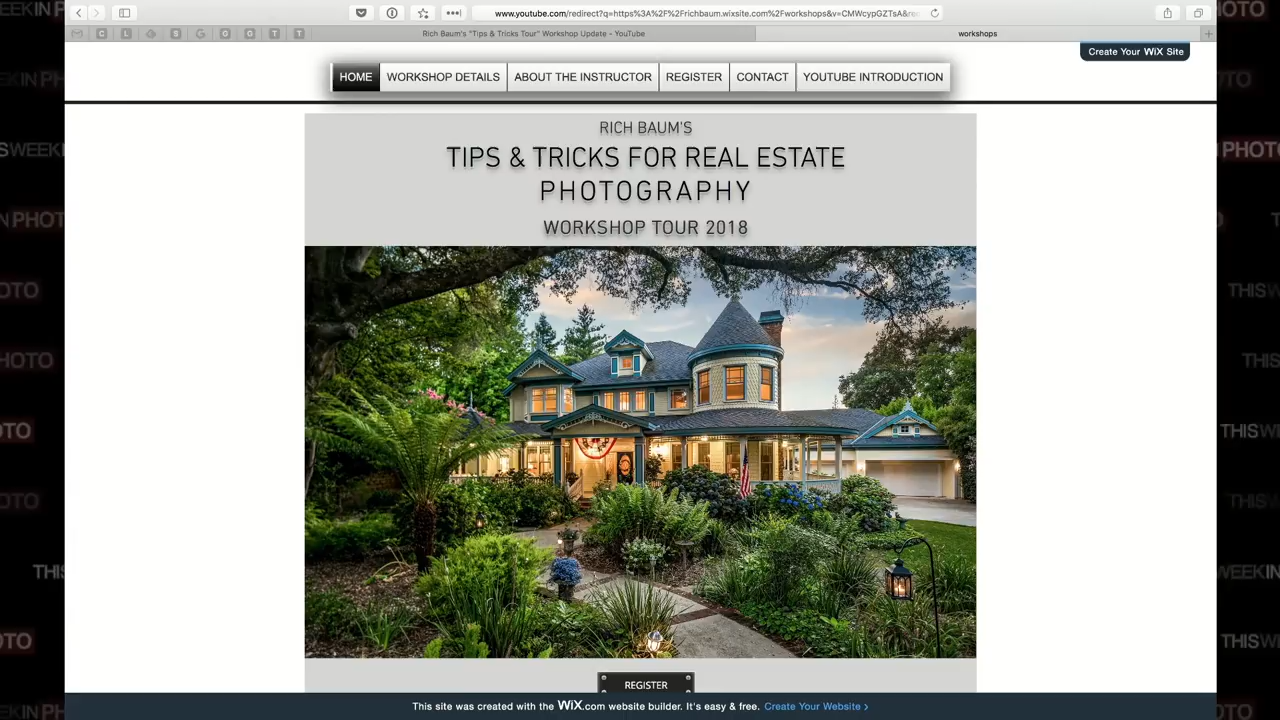 www.youtube.com/redirect?q=https%3A%2F%2Frichbaum.wixsite.com%2Fworkshops&v=CMWcypGZTsA&re
Rich Baum's "Tips & Tricks Tour" Workshop Update - YouTube
workshops
Create Your WiX Site
HOME
WORKSHOP DETAILS
ABOUT THE INSTRUCTOR
REGISTER
CONTACT
YOUTUBE INTRODUCTION
RICH BAUM'S
TIPS & TRICKS FOR REAL ESTATE
PHOTOGRAPHY
WORKSHOP TOUR 2018
REGISTER
This site was created with the WiX.com website builder. It's easy & free. Create Your Website >